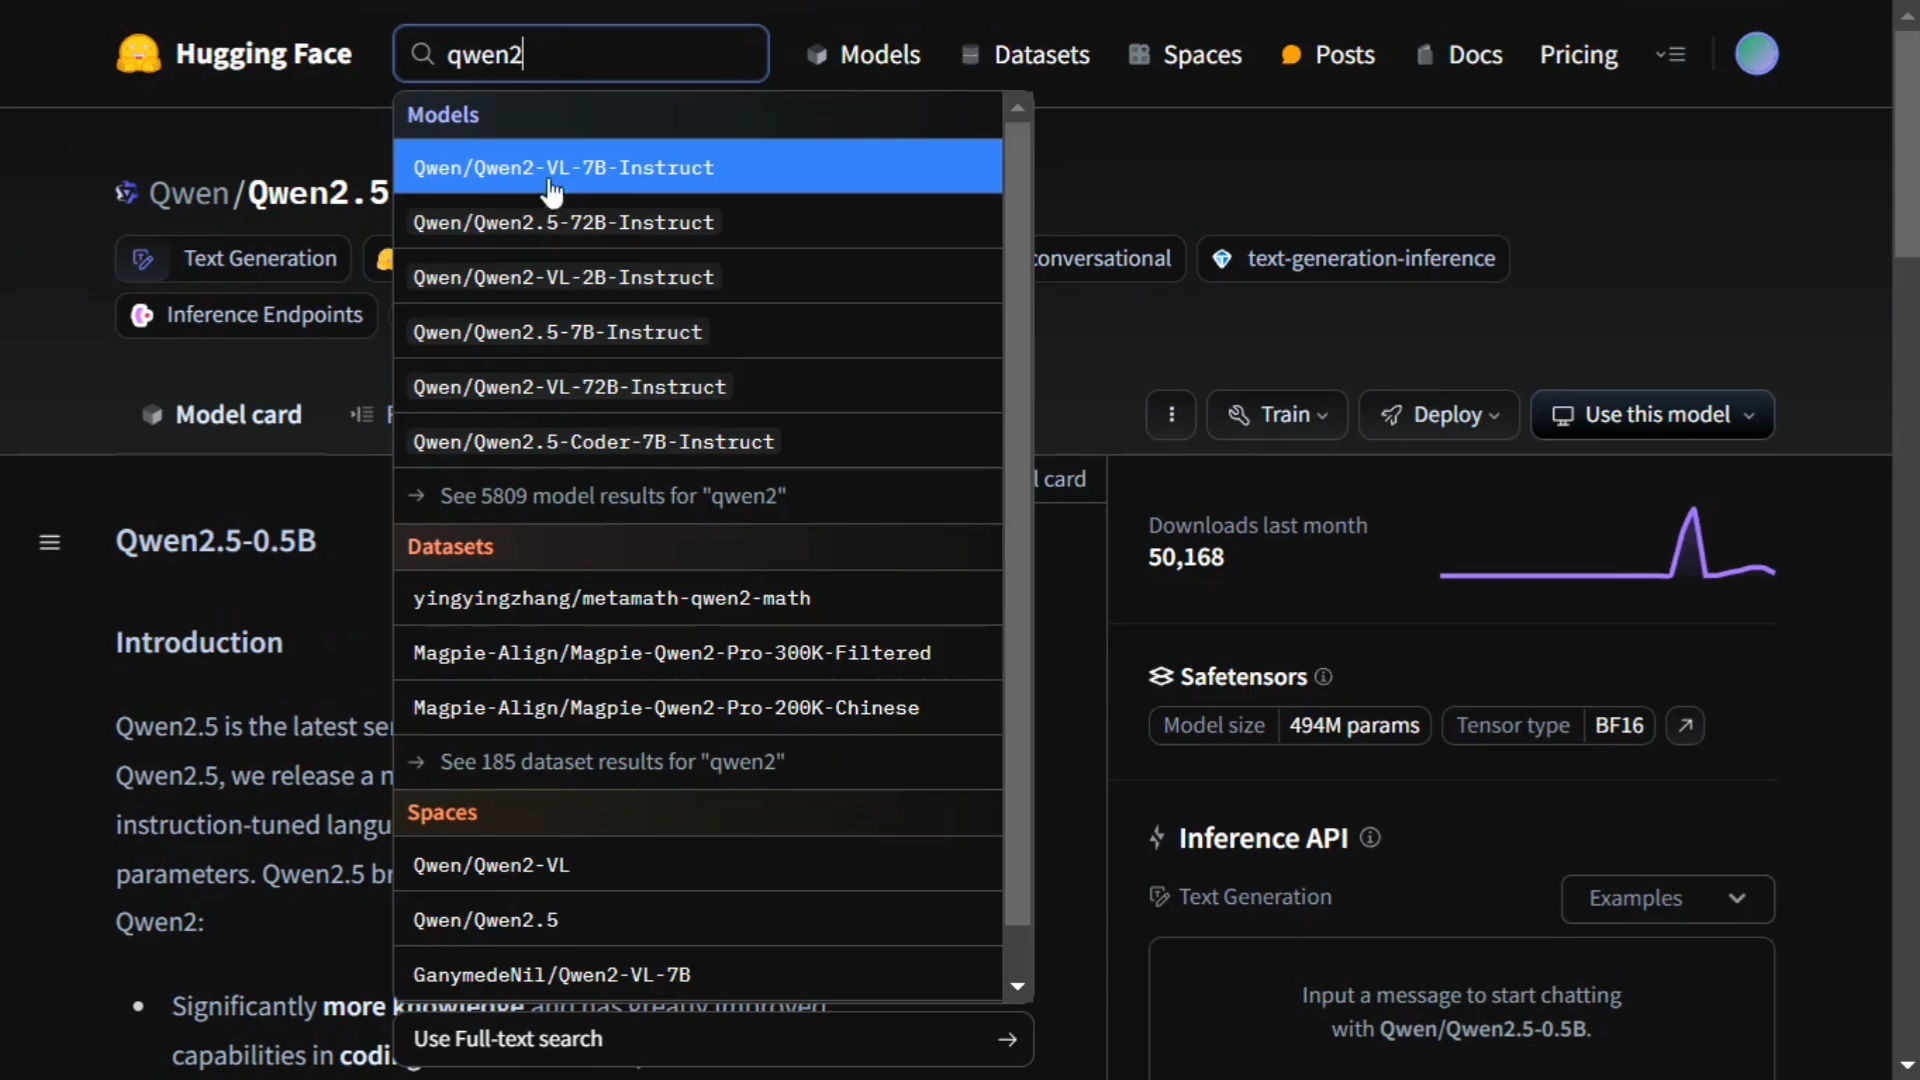 Hugging Face
qwen2
Models
Datasets
Spaces
Posts
Docs
Pricing
Models
Qwen/Qwen2-VL-7B-Instruct
Qwen/Qwen2.5-72B-Instruct
Qwen/Qwen2-VL-2B-Instruct
Qwen/Qwen2.5-7B-Instruct
Qwen/Qwen2-VL-72B-Instruct
Qwen/Qwen2.5-Coder-7B-Instruct
→ See 5809 model results for "qwen2"
Datasets
yingyingzhang/metamath-qwen2-math
Magpie-Align/Magpie-Qwen2-Pro-300K-Filtered
Magpie-Align/Magpie-Qwen2-Pro-200K-Chinese
→ See 185 dataset results for "qwen2"
Spaces
Qwen/Qwen2-VL
Qwen/Qwen2.5
GanymedeNil/Qwen2-VL-7B
Use Full-text search →
Qwen/Qwen2.5
Text Generation
onversational
text-generation-inference
Inference Endpoints
Model card
Train
Deploy
Use this model
l card
Qwen2.5-0.5B
Introduction
Qwen2.5 is the latest se
Qwen2.5, we release a
instruction-tuned langu
parameters. Qwen2.5 br
Qwen2:
• Significantly more knowledge and has greatly improved
capabilities in codi
Downloads last month
50,168
Safetensors
Model size 494M params
Tensor type BF16
Inference API
Text Generation
Examples
Input a message to start chatting
with Qwen/Qwen2.5-0.5B.